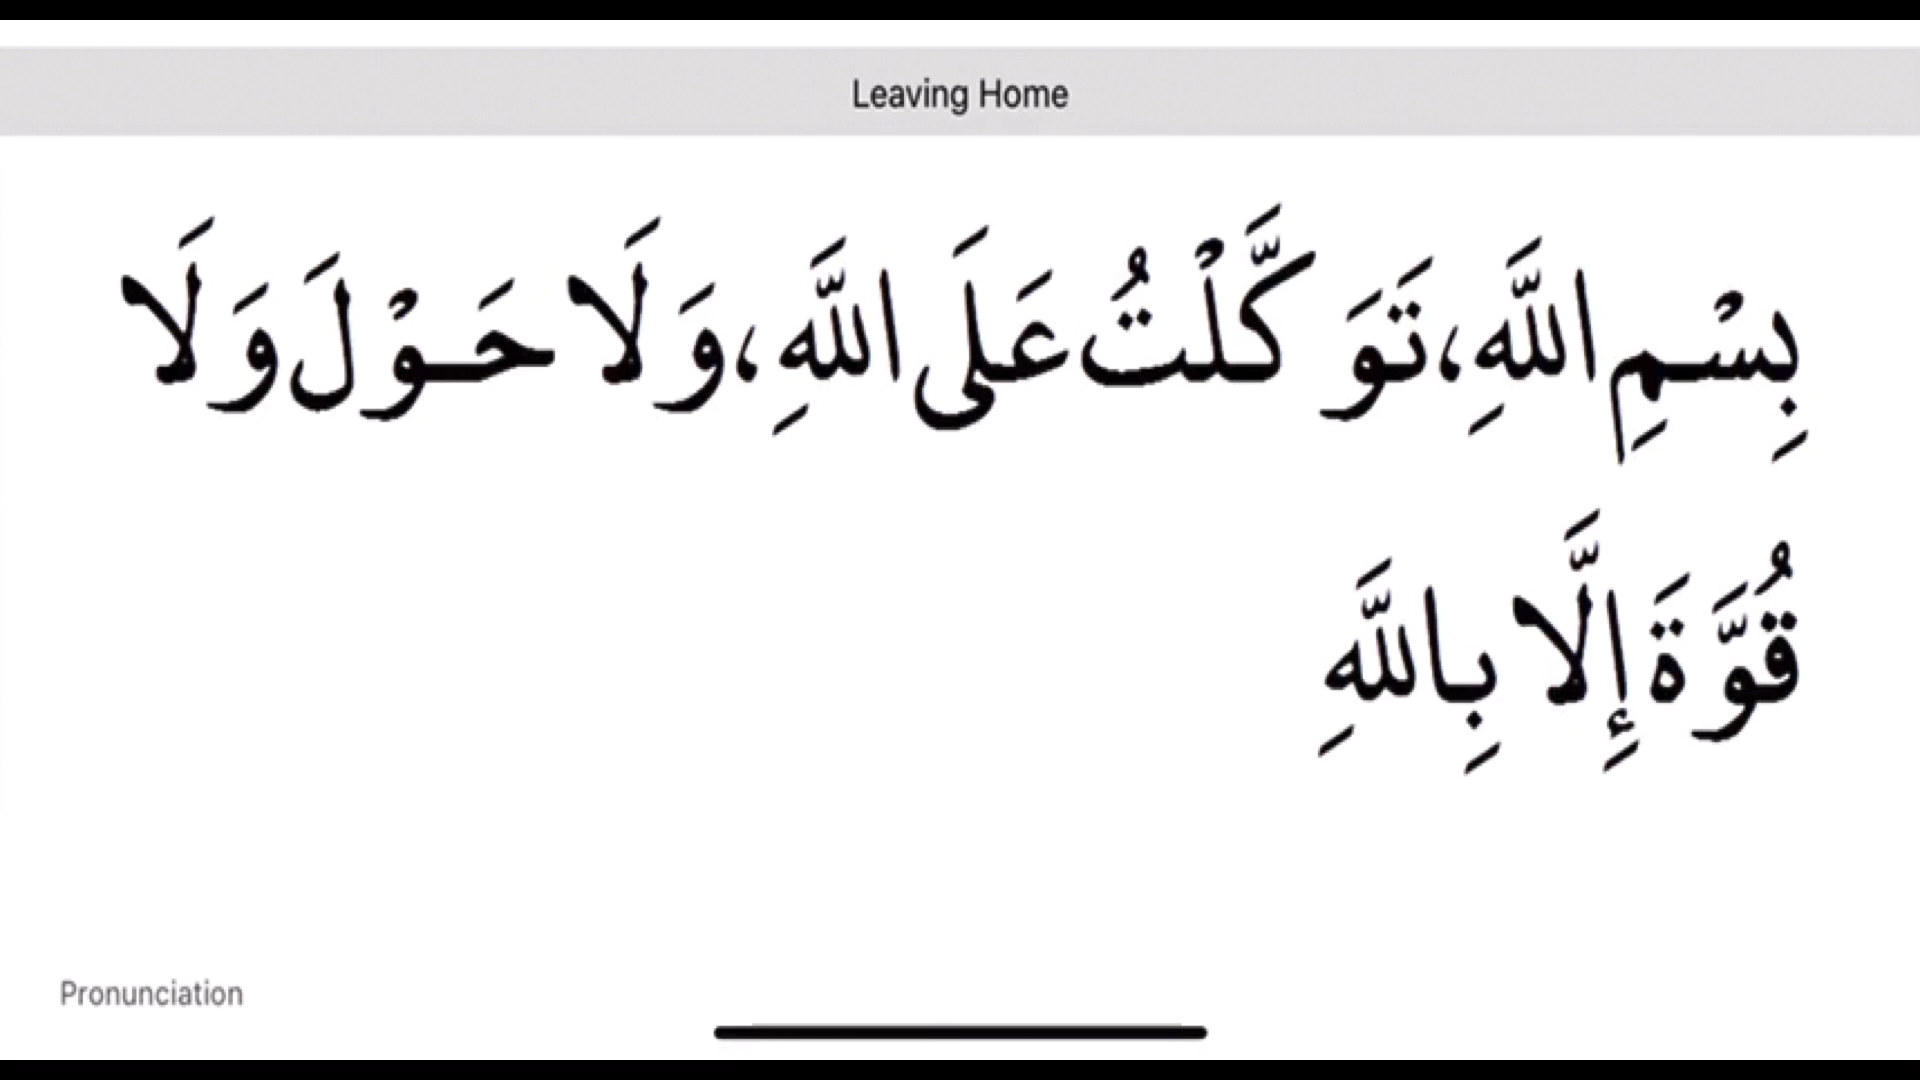 Leaving Home
بِسْمِ اللَّهِ، تَوَكَّلْتُ عَلَى اللَّهِ، وَلَا حَوْلَ وَلَا
قُوَّةَ إِلَّا بِاللَّهِ
Pronunciation